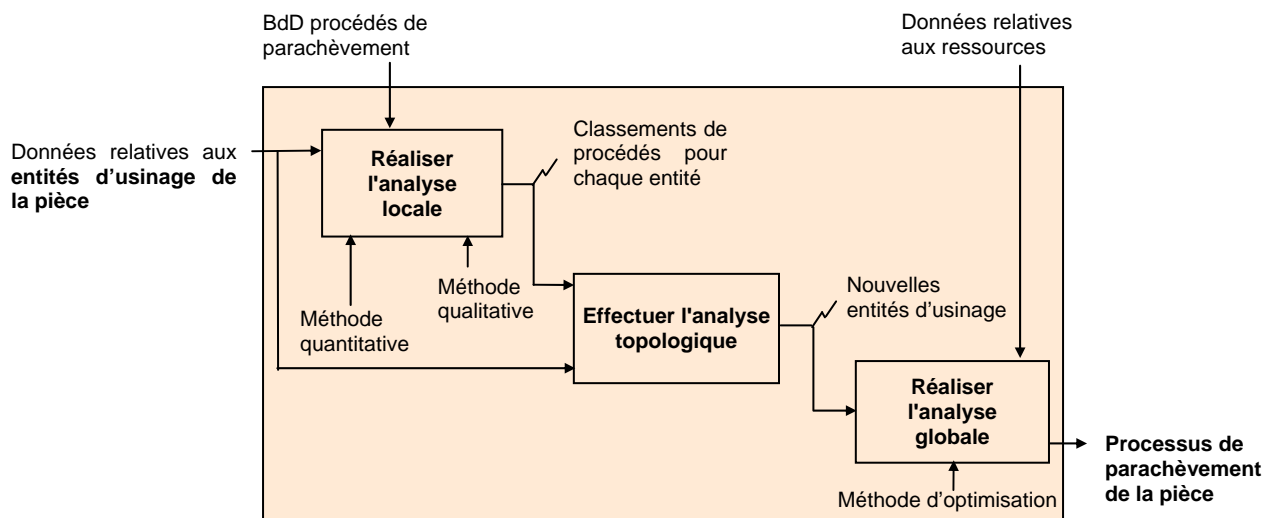 BdD procédés de
parachèvement
Données relatives
aux ressources
Données relatives aux
entités d’usinage de
la pièce
Réaliser
l'analyse
locale
Classements de
procédés pour
chaque entité
Méthode
quantitative
Méthode
qualitative
Effectuer l'analyse
topologique
Nouvelles
entités d’usinage
Réaliser
l'analyse
globale
Méthode d’optimisation
Processus de
parachèvement
de la pièce